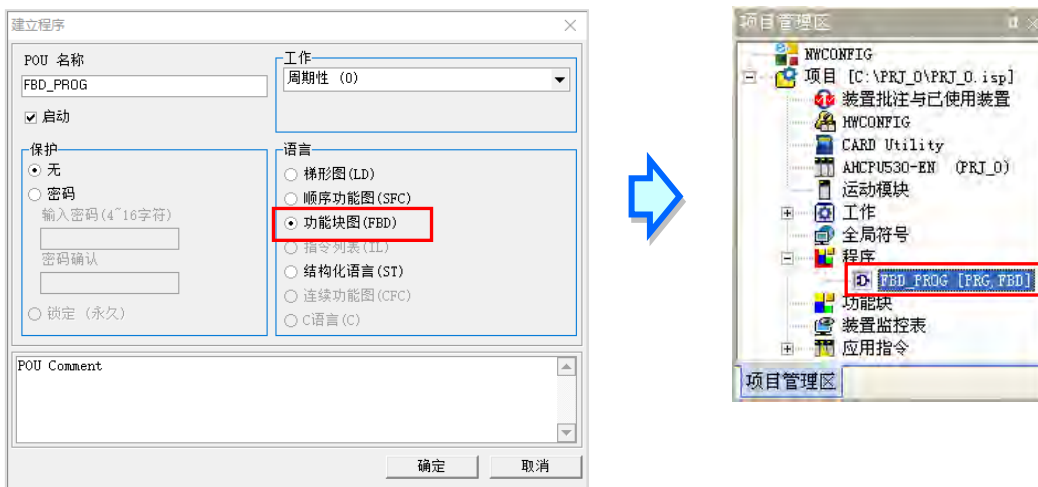 建立程序
POU 名称
FBD_PROG
启动
工作
周期性 (0)
保护
无
密码
输入密码(4~16字符)
密码确认
锁定 (永久)
语言
梯形图(LD)
顺序功能图(SFC)
功能块图(FBD)
指令列表(IL)
结构化语言(ST)
连续功能图(CFC)
C语言(C)
POU Comment
确定
取消
项目管理区
NWCONFIG
项目 [C:\PRJ_0\PRJ_0.isp]
装置批注与已使用装置
HWCONFIG
CARD Utility
AHCPU530-EN (PRJ_0)
运动模块
工作
全局符号
程序
FBD_PROG [PRG,FBD]
功能块
装置监控表
应用指令
项目管理区